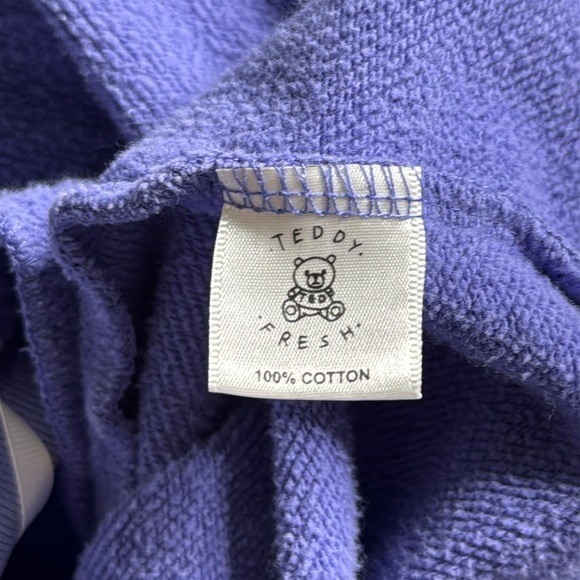 ·TEDDY·
TED
·FRESH·
100% COTTON